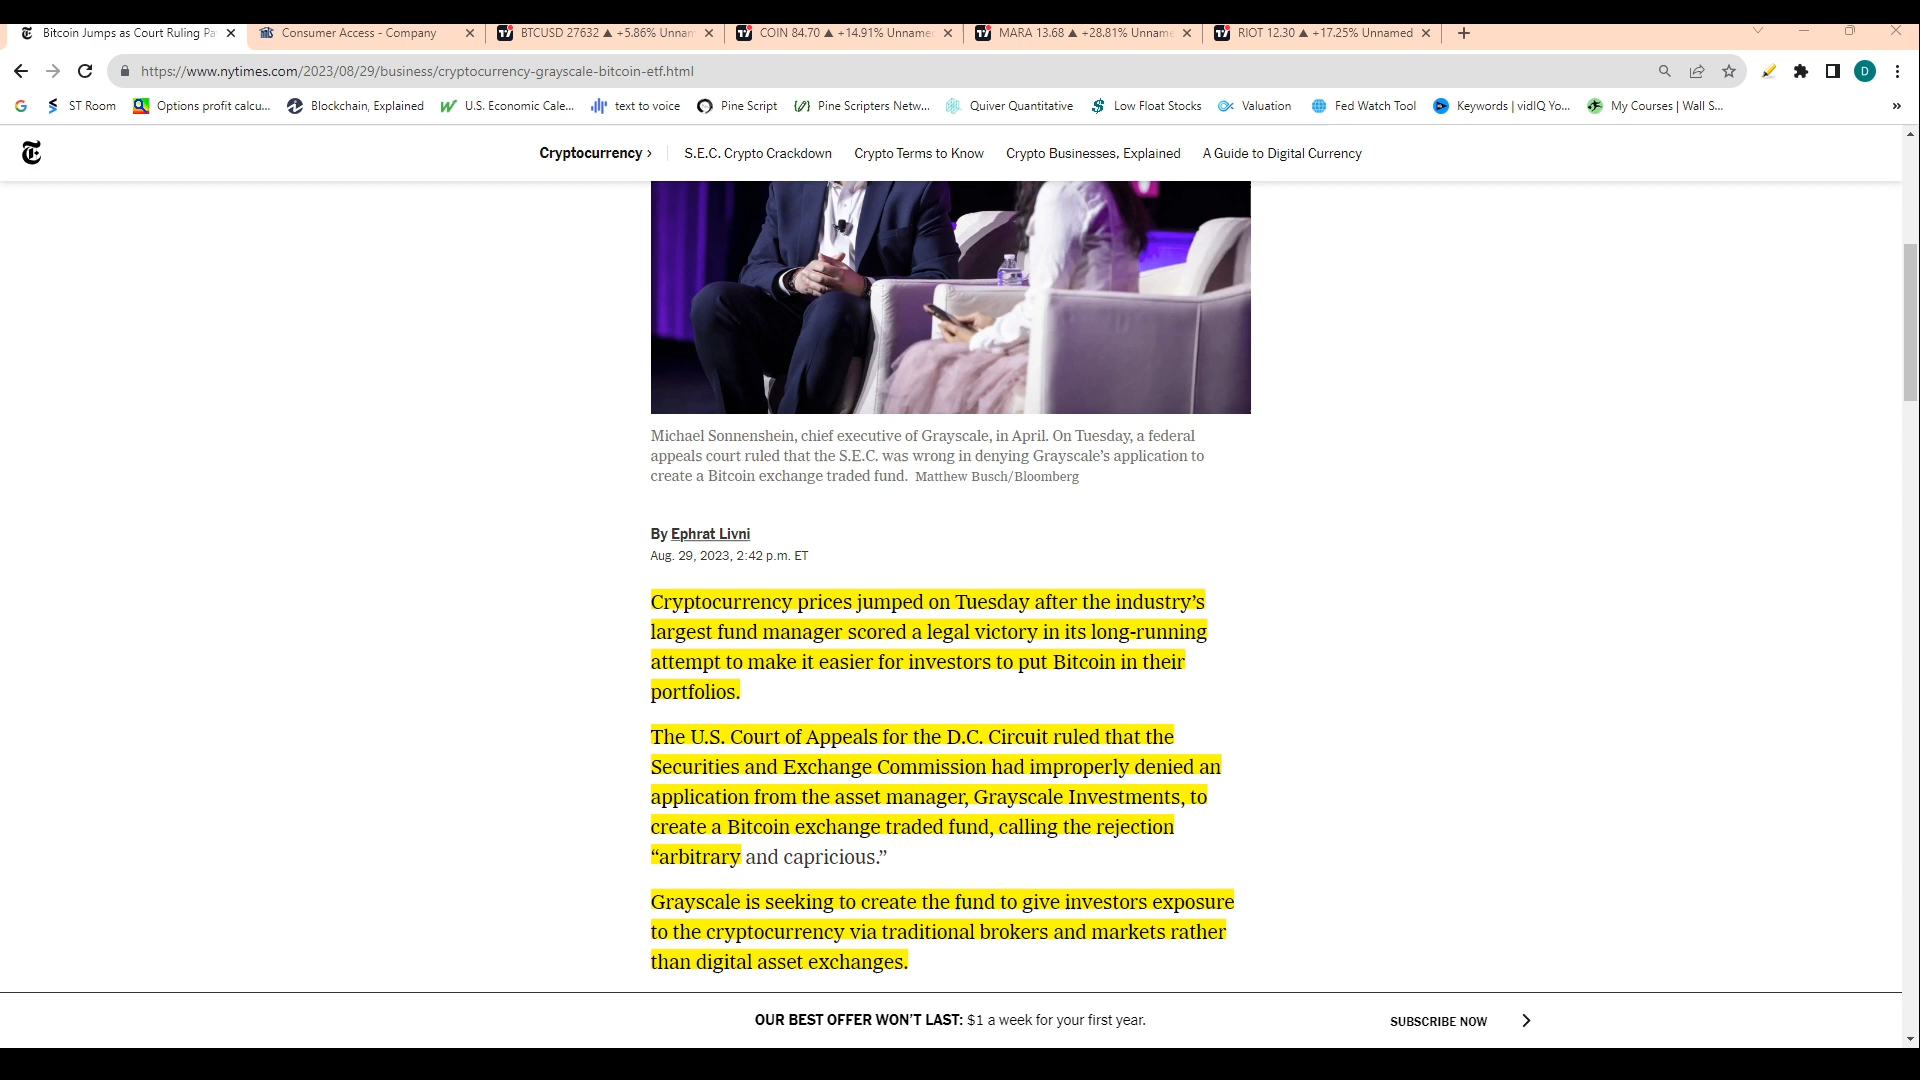 Bitcoin Jumps as Court Ruling Pa
Consumer Access - Company
BTCUSD 27632 ▲ +5.86% Unnam
COIN 84.70 ▲ +14.91% Unnamed
MARA 13.68 ▲ +28.81% Unname
RIOT 12.30 ▲ +17.25% Unnamed
https://www.nytimes.com/2023/08/29/business/cryptocurrency-grayscale-bitcoin-etf.html
D
ST Room
Options profit calcu...
Blockchain, Explained
U.S. Economic Cale...
text to voice
Pine Script
Pine Scripters Netw...
Quiver Quantitative
Low Float Stocks
Valuation
Fed Watch Tool
Keywords | vidIQ Yo...
My Courses | Wall S...
»
Cryptocurrency ›
S.E.C. Crypto Crackdown
Crypto Terms to Know
Crypto Businesses, Explained
A Guide to Digital Currency
Michael Sonnenshein, chief executive of Grayscale, in April. On Tuesday, a federal
appeals court ruled that the S.E.C. was wrong in denying Grayscale’s application to
create a Bitcoin exchange traded fund. Matthew Busch/Bloomberg
By Ephrat Livni
Aug. 29, 2023, 2:42 p.m. ET
Cryptocurrency prices jumped on Tuesday after the industry’s
largest fund manager scored a legal victory in its long-running
attempt to make it easier for investors to put Bitcoin in their
portfolios.
The U.S. Court of Appeals for the D.C. Circuit ruled that the
Securities and Exchange Commission had improperly denied an
application from the asset manager, Grayscale Investments, to
create a Bitcoin exchange traded fund, calling the rejection
“arbitrary and capricious.”
Grayscale is seeking to create the fund to give investors exposure
to the cryptocurrency via traditional brokers and markets rather
than digital asset exchanges.
OUR BEST OFFER WON’T LAST: $1 a week for your first year.
SUBSCRIBE NOW